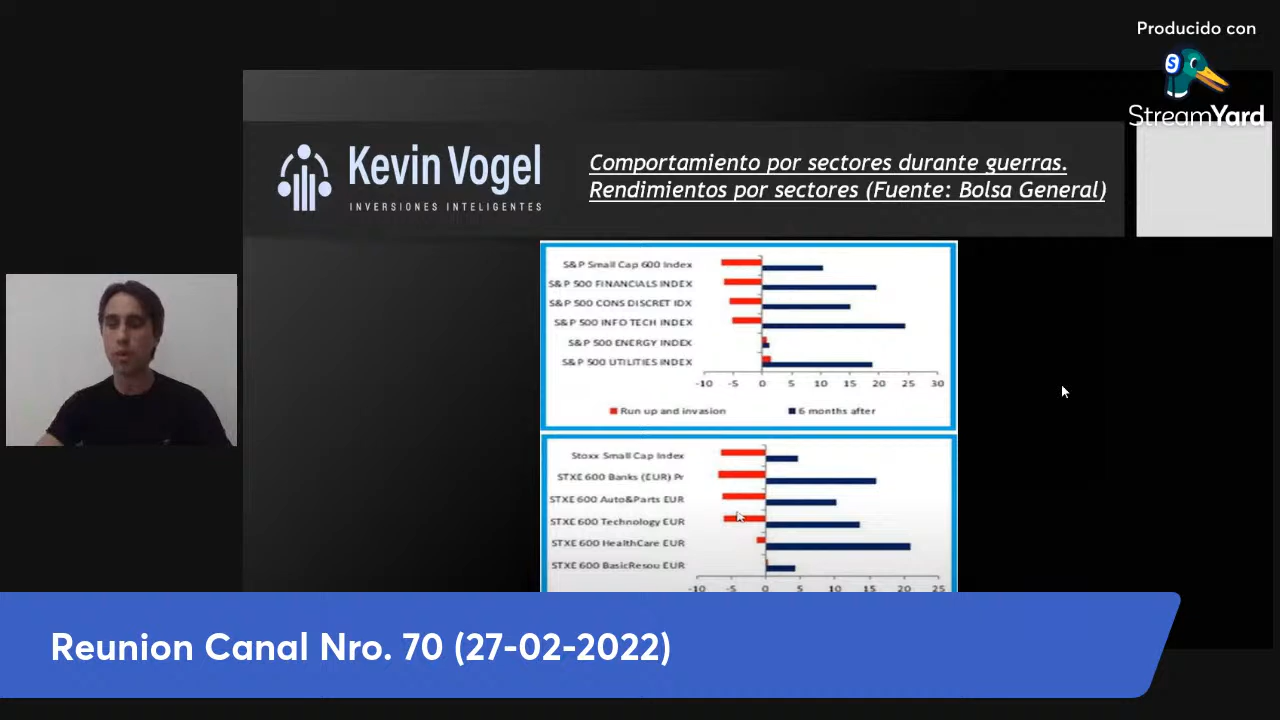 Producido con
StreamYard
Kevin Vogel
INVERSIONES INTELIGENTES
Comportamiento por sectores durante guerras.
Rendimientos por sectores (Fuente: Bolsa General)
S&P Small Cap 600 Index
S&P 500 FINANCIALS INDEX
S&P 500 CONS DISCRET IDX
S&P 500 INFO TECH INDEX
S&P 500 ENERGY INDEX
S&P 500 UTILITIES INDEX
-10 -5 0 5 10 15 20 25 30
Run up and invasion 6 months after
Stoxx Small Cap Index
STXE 600 Banks (EUR) Pr
STXE 600 Auto&Parts EUR
STXE 600 Technology EUR
STXE 600 HealthCare EUR
STXE 600 BasicResou EUR
-10 -5 0 5 10 15 20 25
Reunion Canal Nro. 70 (27-02-2022)